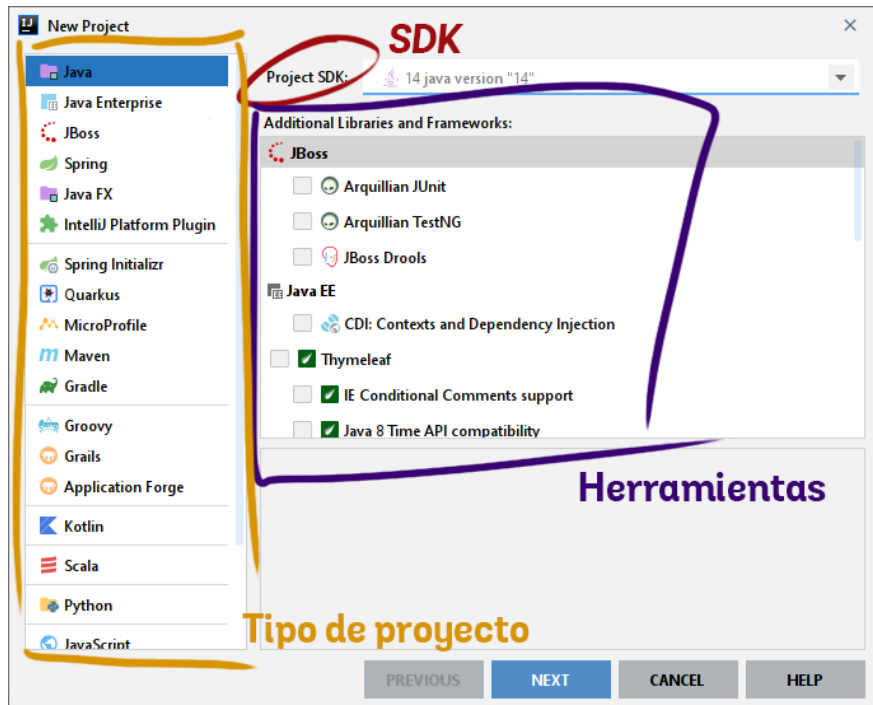 New Project
SDK
Java
Java Enterprise
JBoss
Spring
Java FX
IntelliJ Platform Plugin
Spring Initializr
Quarkus
MicroProfile
Maven
Gradle
Groovy
Grails
Application Forge
Kotlin
Scala
Python
JavaScript
Tipo de proyecto
Project SDK: 14 java version "14"
Additional Libraries and Frameworks:
JBoss
Arquillian JUnit
Arquillian TestNG
JBoss Drools
Java EE
CDI: Contexts and Dependency Injection
Thymeleaf
IE Conditional Comments support
Java 8 Time API compatibility
Herramientas
PREVIOUS NEXT CANCEL HELP